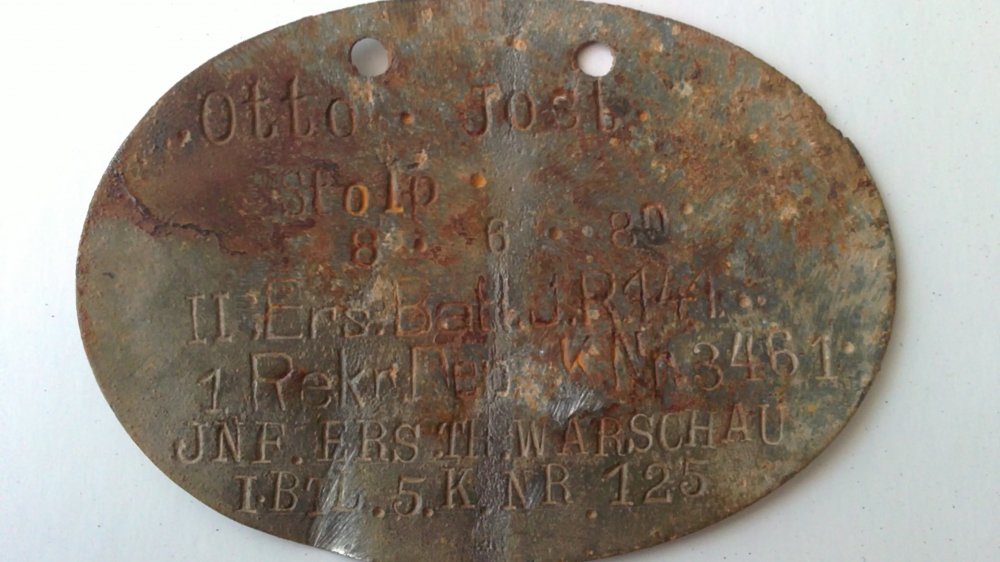 Otto Jost.
Stolp
8. 6. 80
II.Ers.Batl.J.R.141.
1 Rekr.Dep. K.Nr.3461.
JNF.ERS.TR.WARSCHAU
I.BTL.5.K.NR.125